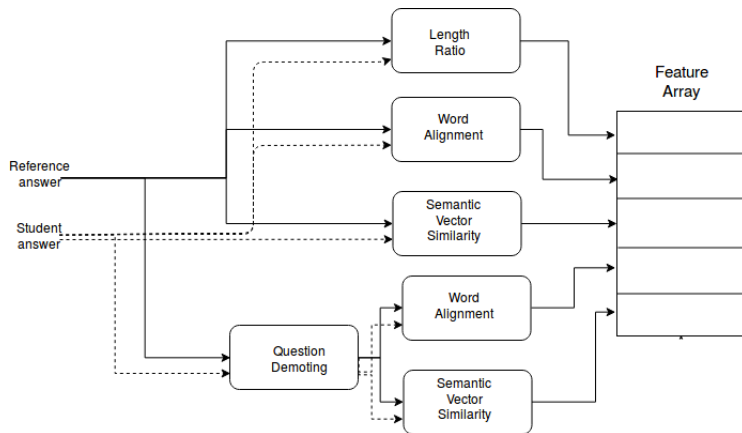 Length
Ratio
Feature
Array
Word
Alignment
Reference
answer
Student
answer
Semantic
Vector
Similarity
Word
Alignment
Question
Demoting
Semantic
Vector
Similarity